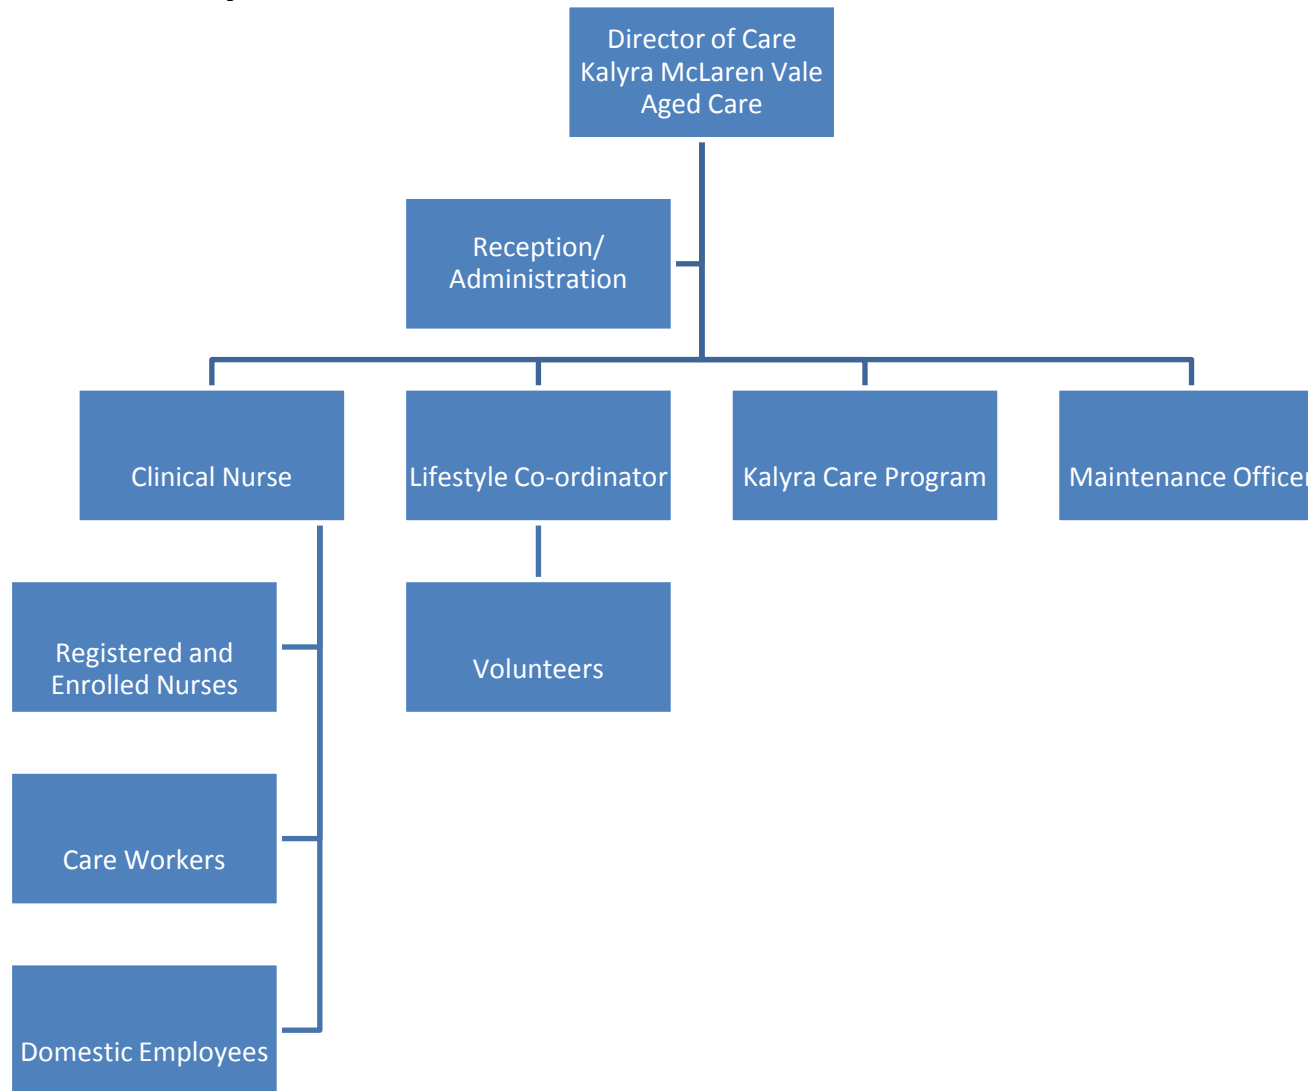 Director of Care
Kalyra McLaren Vale
Aged Care
Reception/
Administration
Clinical Nurse
Lifestyle Co-ordinator
Kalyra Care Program
Maintenance Officer
Registered and
Enrolled Nurses
Volunteers
Care Workers
Domestic Employees